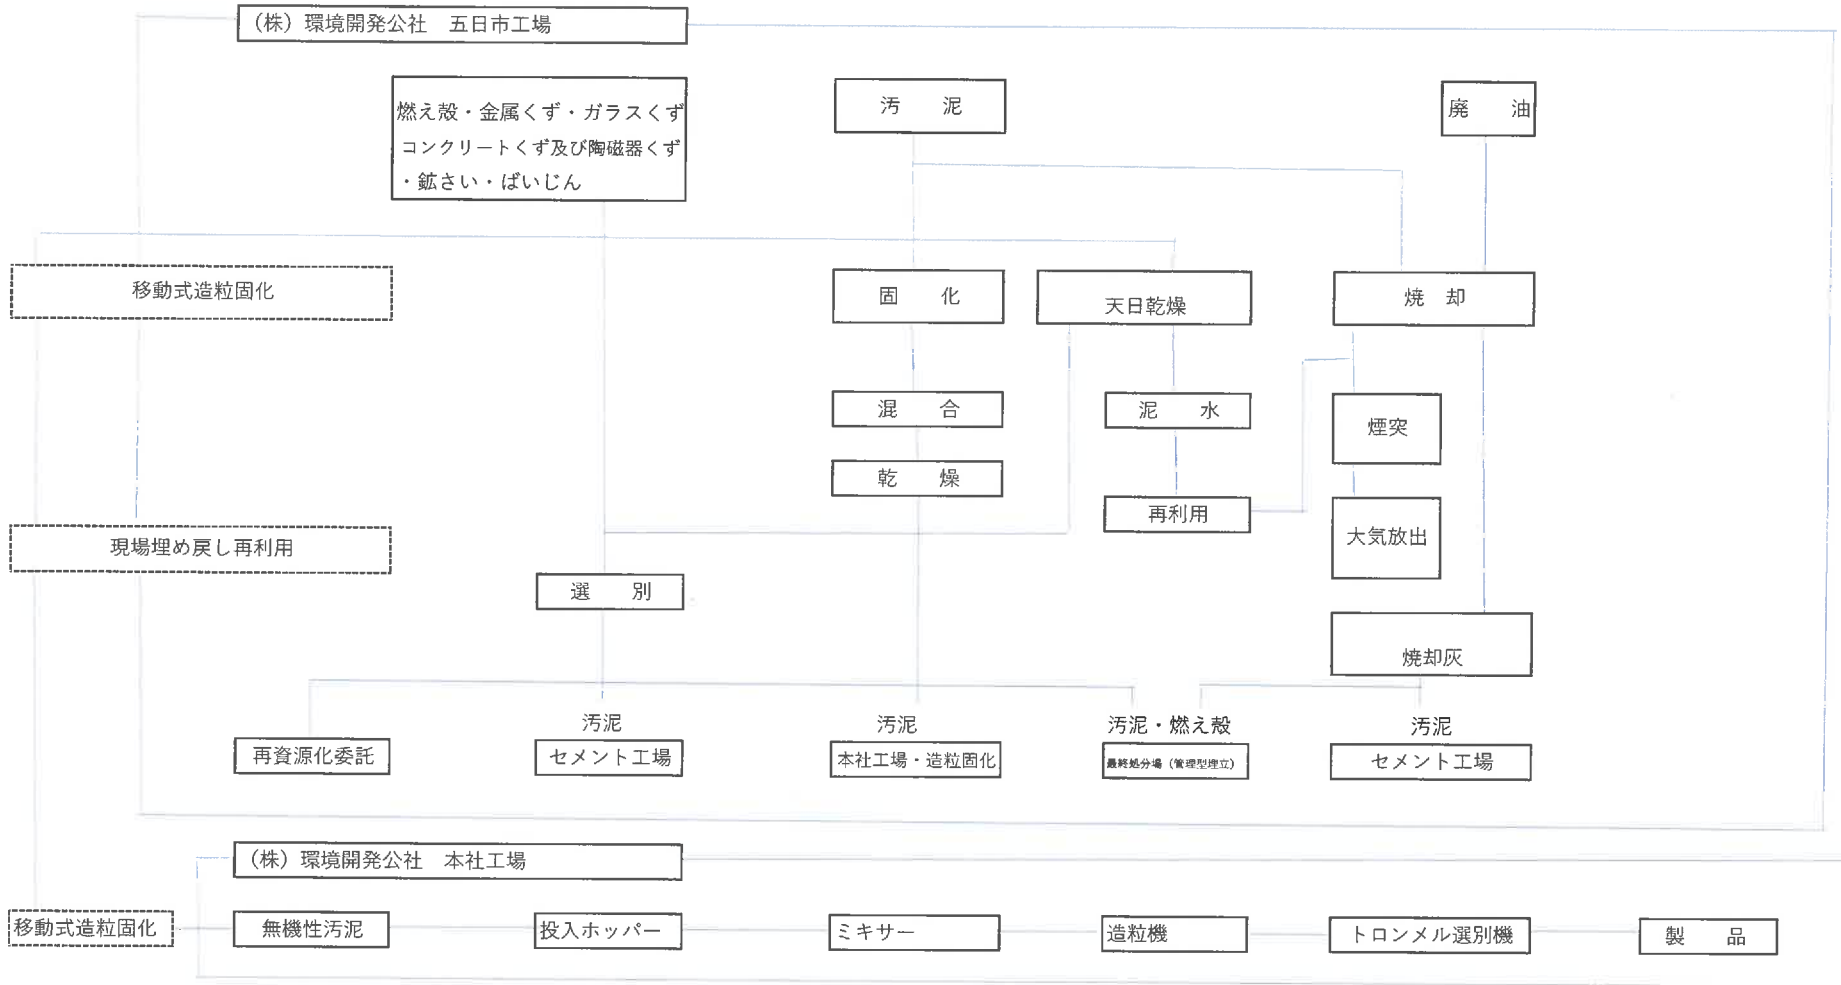 (株)環境開発公社　五日市工場
燃え殻・金属くず・ガラスくず
コンクリートくず及び陶磁器くず
・鉱さい・ばいじん
汚　　泥
廃　　油
移動式造粒固化
固　　化
天日乾燥
焼　却
混　　合
泥　　水
煙突
乾　　燥
再利用
大気放出
現場埋め戻し再利用
選　　別
焼却灰
汚泥
汚泥
汚泥・燃え殻
汚泥
再資源化委託
セメント工場
本社工場・造粒固化
最終処分場（管理型埋立）
セメント工場
(株)環境開発公社　本社工場
移動式造粒固化
無機性汚泥
投入ホッパー
ミキサー
造粒機
トロンメル選別機
製　　品